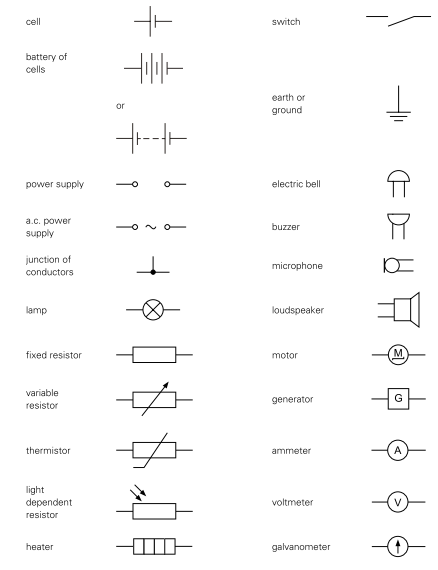 cell
switch
battery of
cells
or
earth or
ground
power supply
electric bell
a.c. power
supply
buzzer
junction of
conductors
microphone
lamp
loudspeaker
fixed resistor
motor
M
variable
resistor
generator
G
thermistor
ammeter
A
light
dependent
resistor
voltmeter
V
heater
galvanometer